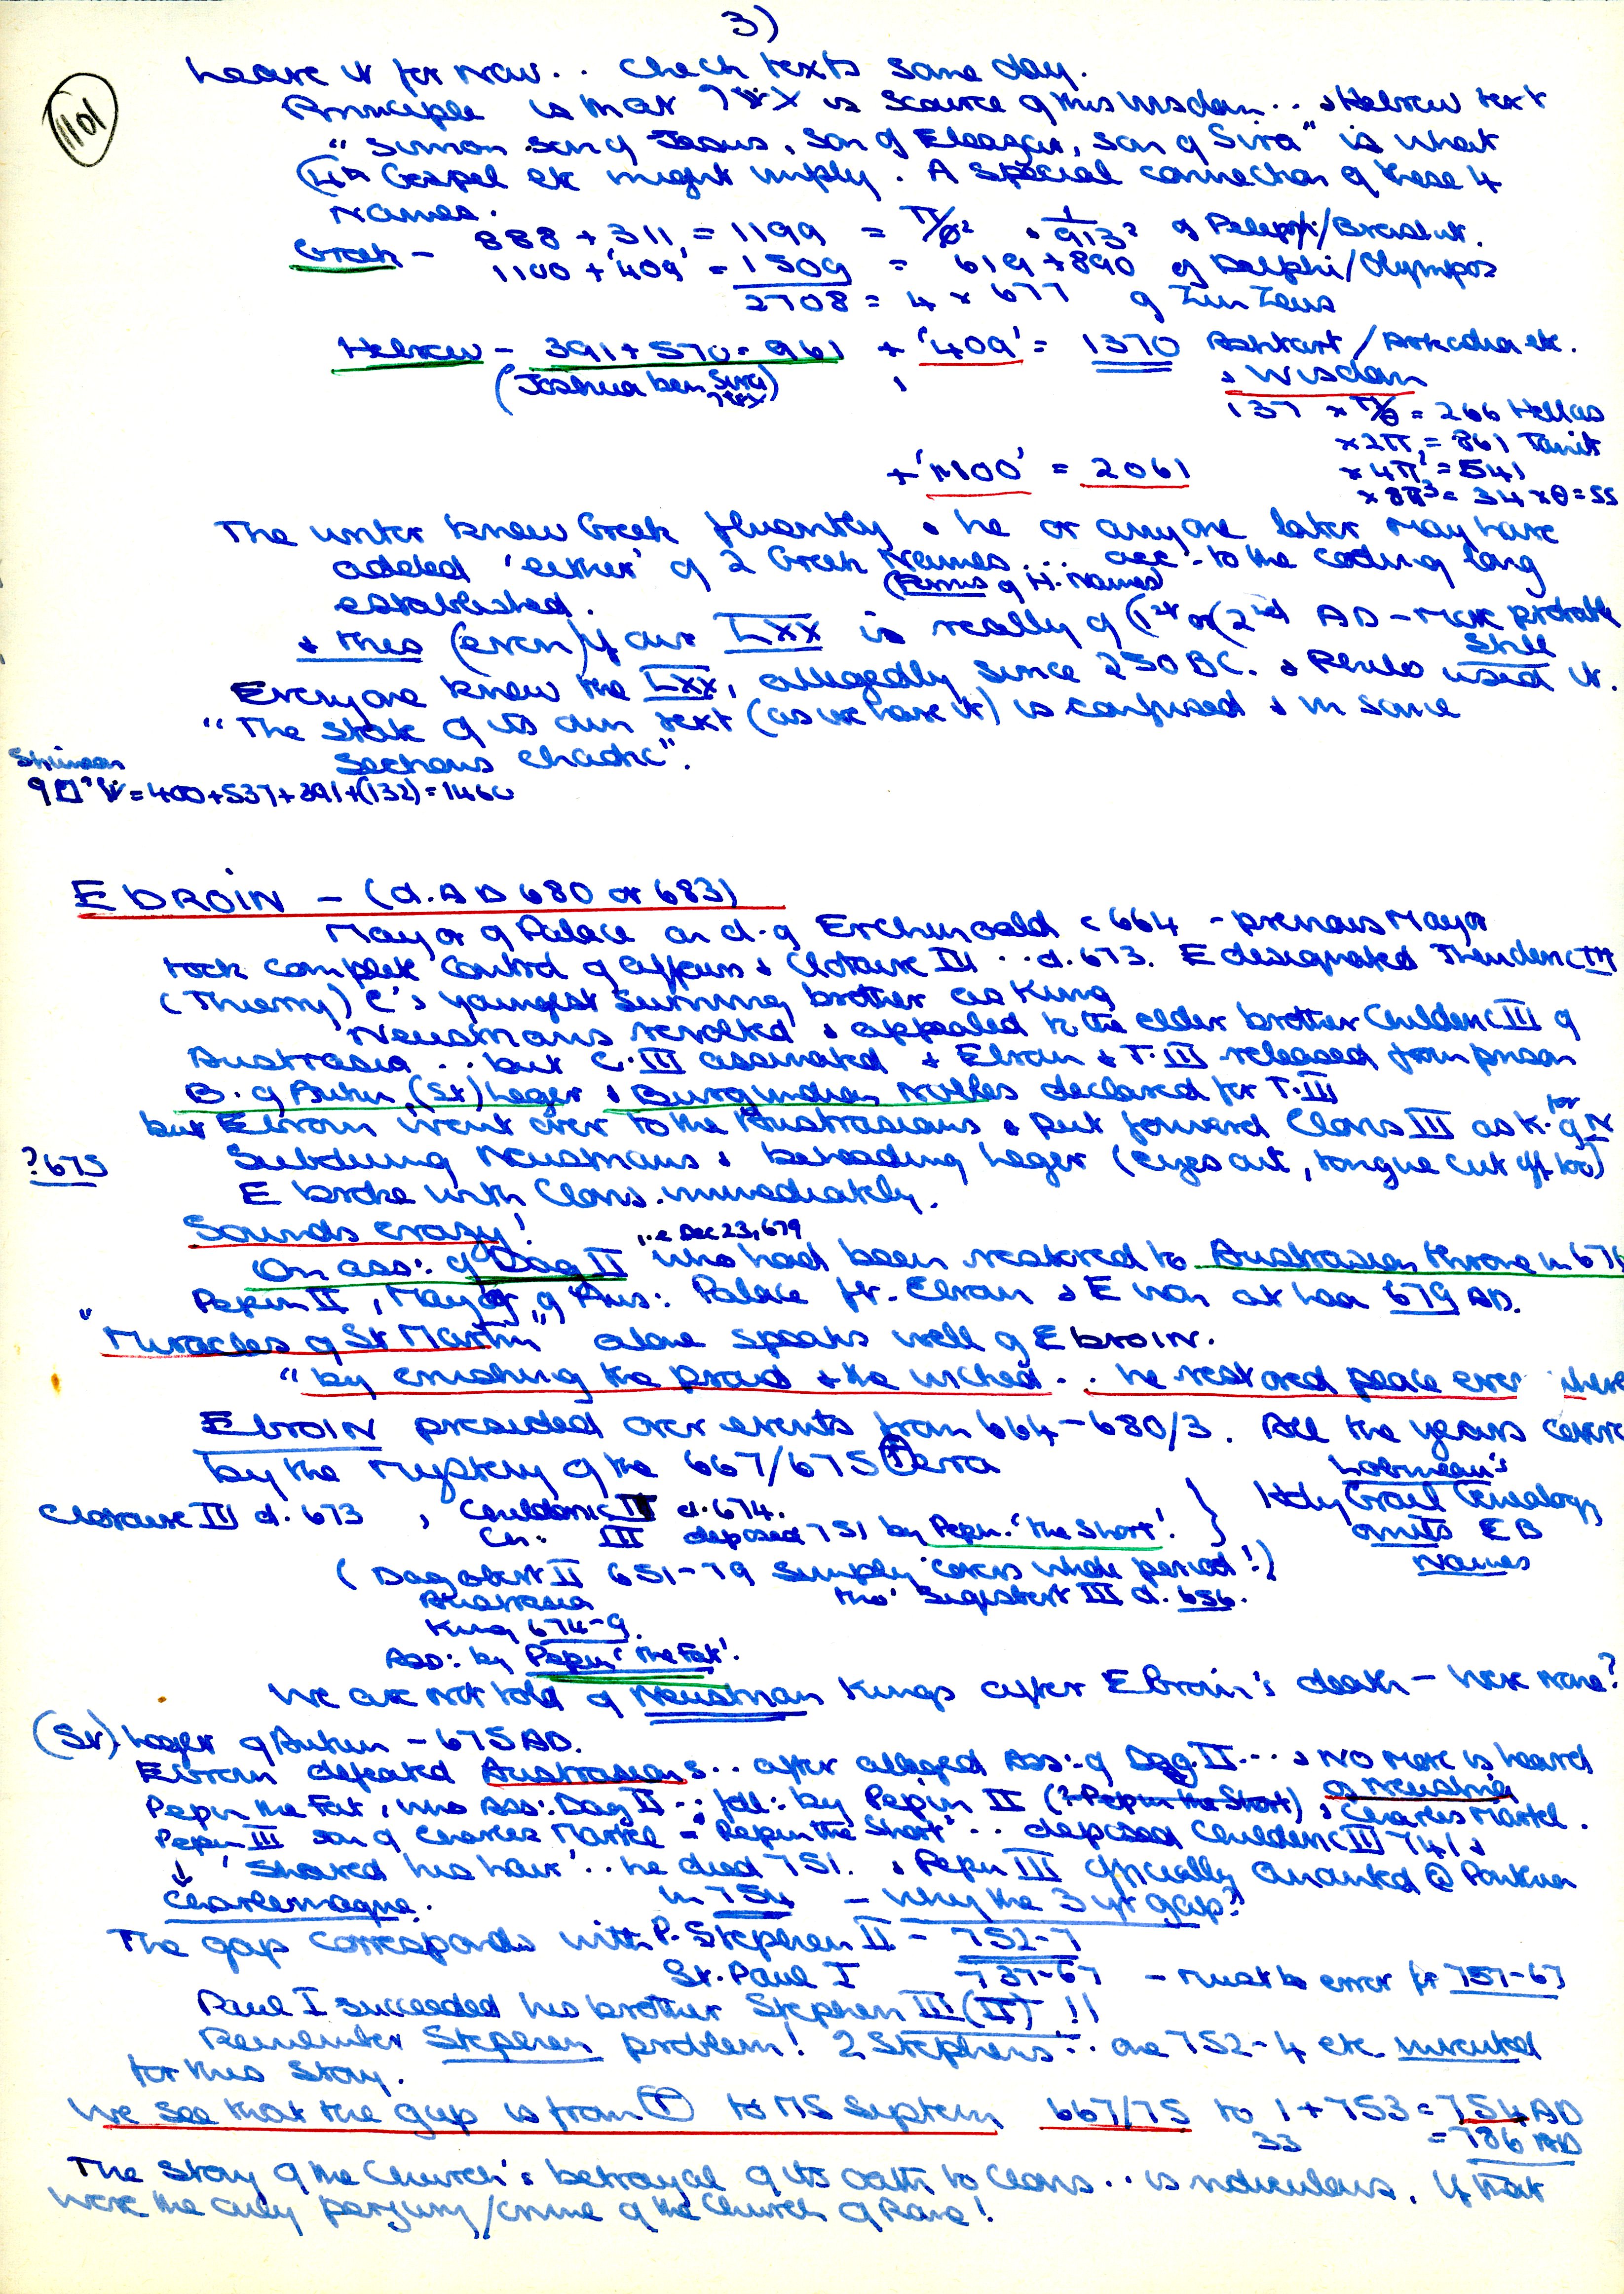 3)
1101
Leave it for now.. Check texts some day.
Principle is that is Source of this Wisdom.. & Hebrew text
"Simon son of Jesus, Son of Eleazar, son of Sira" is what
4th Gospel etc might imply. A special connection of these 4
Names.
Greek - 888 + 311 = 1199 = π/θ² & 1/913² of
1100 + '409' = 1509 = 619 + 890 of Delphi/Olympos
2708 = 4 x 677 of Zeus
Hebrew - 391 + 570 = 961 + '409' = 1370 Ashtart / Arkadia etc.
(Joshua ben Sira) & Wisdom
137 x π/θ = 266 Hellas
x 2π = 861 Tanit
x 4π² = 541
x 8π³ = 34 x θ = 55
+ '1100' = 2061
The writer knew Greek fluently & he or anyone later may have
added 'either' of 2 Greek Names... acc. to the coding long
(Forms of H. Names)
established.
& thus (even) if our LXX is really of (1st or) 2nd AD - most probable
Still
Everyone knew the LXX, allegedly since 250 BC. & Philo used it.
"The state of its own text (as we have it) is confused & in some
Sections chaotic".
Shimeon
= 400 + 537 + 391 + (132) = 1460
EBROIN - (d. AD 680 or 683)
Mayor of Palace on d. of Erchinoald c 664 - previous Mayor
took complete control of affairs & Clotaire III .. d. 673. E designated Theuderic III
(Thierry) C's youngest surviving brother as King
Neustrians revolted & appealed to the elder brother Childeric III of
Austrasia .. but C. III assinated & Ebroin & T. III released from prison
B. of Autun, (St) Leger & Burgundian nobles declared for T. III
but Ebroin went over to the Austrasians & put forward Clovis III as K. of N
for
?675 Subduing Neustrians & beheading Leger (eyes out, tongue cut off too)
E broke with Clovis immediately.
Sounds crazy!
i.e Dec 23, 679
On ass: of Dag II who had been restored to Austrasian throne in 676
Pepin II, Mayor of Aus: Palace ft. Ebroin & E won at Laon 679 AD.
"Miracles of St Martin" alone speaks well of Ebroin.
"by crushing the proud & the wicked .. he restored peace every where
EbroIN presided over events from 664-680/3. All the years covered
by the mystery of the 667/675 (T) era
Clotaire III d. 673, Childeric II d. 674.
Ch: III deposed 751 by Pepin 'the Short'.
Lobineau's
Holy Grail Genealogy
omits EB
Names
(Dagobert II 651-79 simply covers whole period!)
Austrasia tho' Sigisbert III d. 656.
King 674-9.
Ass: by Pepin 'the Fat'.
We are not told of Neustrian Kings after Ebroin's death - were none?
(St) Leger of Autun - 675 AD.
Ebroin defeated Austrasians.. after alleged Ass: of Dag II... & NO more is heard
of Neustria
Pepin the Fat, who Ass: Dag II .. foll: by Pepin II (?Pepin the Short) & Charles Martel.
Pepin III son of Charles Martel = 'Pepin the Short' .. deposed Childeric III 741 &
'Shaved his hair' .. he died 751. & Pepin III officially anointed @ Ponthion
↓
Charlemagne. in 754 - Why the 3 yr gap?
The gap corresponds with P. Stephen II - 752-7
St. Paul I 737-67 - must be error for 757-67
Paul I succeeded his brother Stephen III (II) !!
Remember Stephen problem! 2 Stephens .. one 752-4 etc invented
for this story.
We see that the gap is from (T) to MS System 667/75 to 1 + 753 = 754 AD
33 = 786 AD
The story of the Church's betrayal of its oath to Clovis .. is ridiculous, if that
were the only perjury/crime of the Church of Rome!